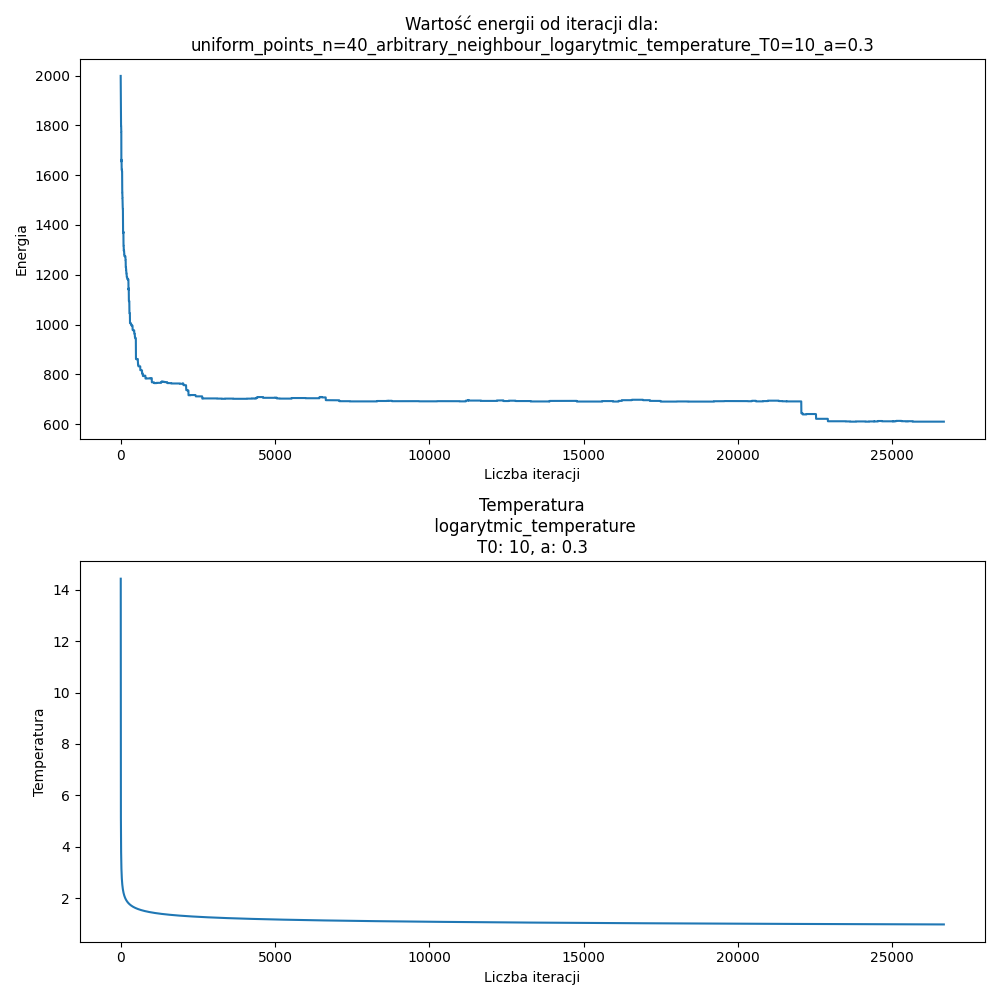 Wartość energii od iteracji dla:
uniform_points_n=40_arbitrary_neighbour_logarytmic_temperature_T0=10_a=0.3
2000
1800
1600
1400
1200
1000
800
600
Energia
0 5000 10000 15000 20000 25000
Liczba iteracji
Temperatura
logarytmic_temperature
T0: 10, a: 0.3
14
12
10
8
6
4
2
Temperatura
0 5000 10000 15000 20000 25000
Liczba iteracji